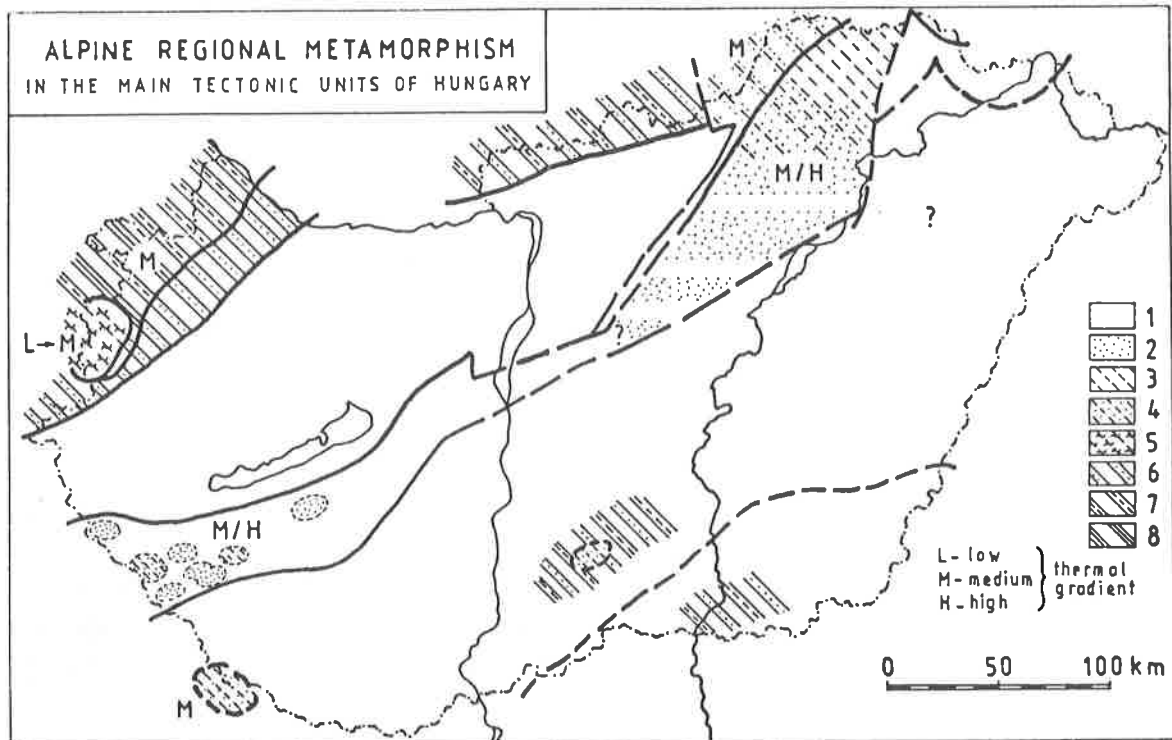 ALPINE REGIONAL METAMORPHISM
IN THE MAIN TECTONIC UNITS OF HUNGARY
M
M
L→M
M/H
?
?
M/H
M
1
2
3
4
5
6
7
8
L- low
M- medium
H- high
thermal
gradient
0 50 100 km